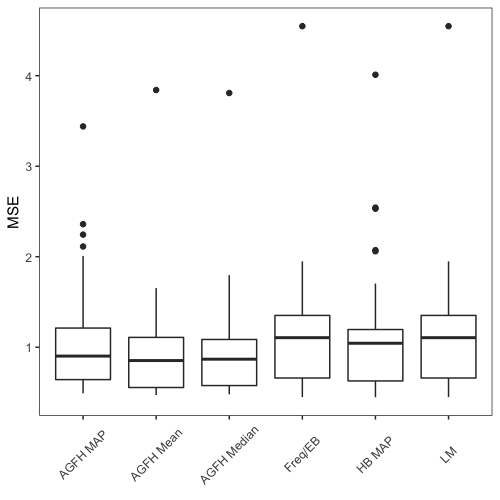 MSE
4
3
2
1
AGFH MAP
AGFH Mean
AGFH Median
Freq/EB
HB MAP
LM